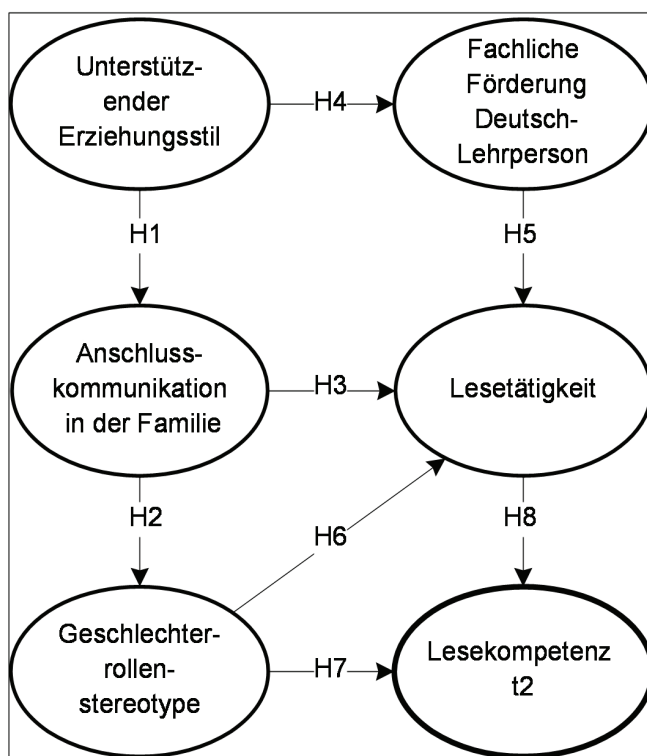 Unterstütz-
ender
Erziehungsstil
H4
Fachliche
Förderung
Deutsch-
Lehrperson
H1
H5
Anschluss-
kommunikation
in der Familie
H3
Lesetätigkeit
H2
H6
H8
Geschlechter-
rollen-
stereotype
H7
Lesekompetenz
t2